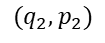 (q₂, p₂)